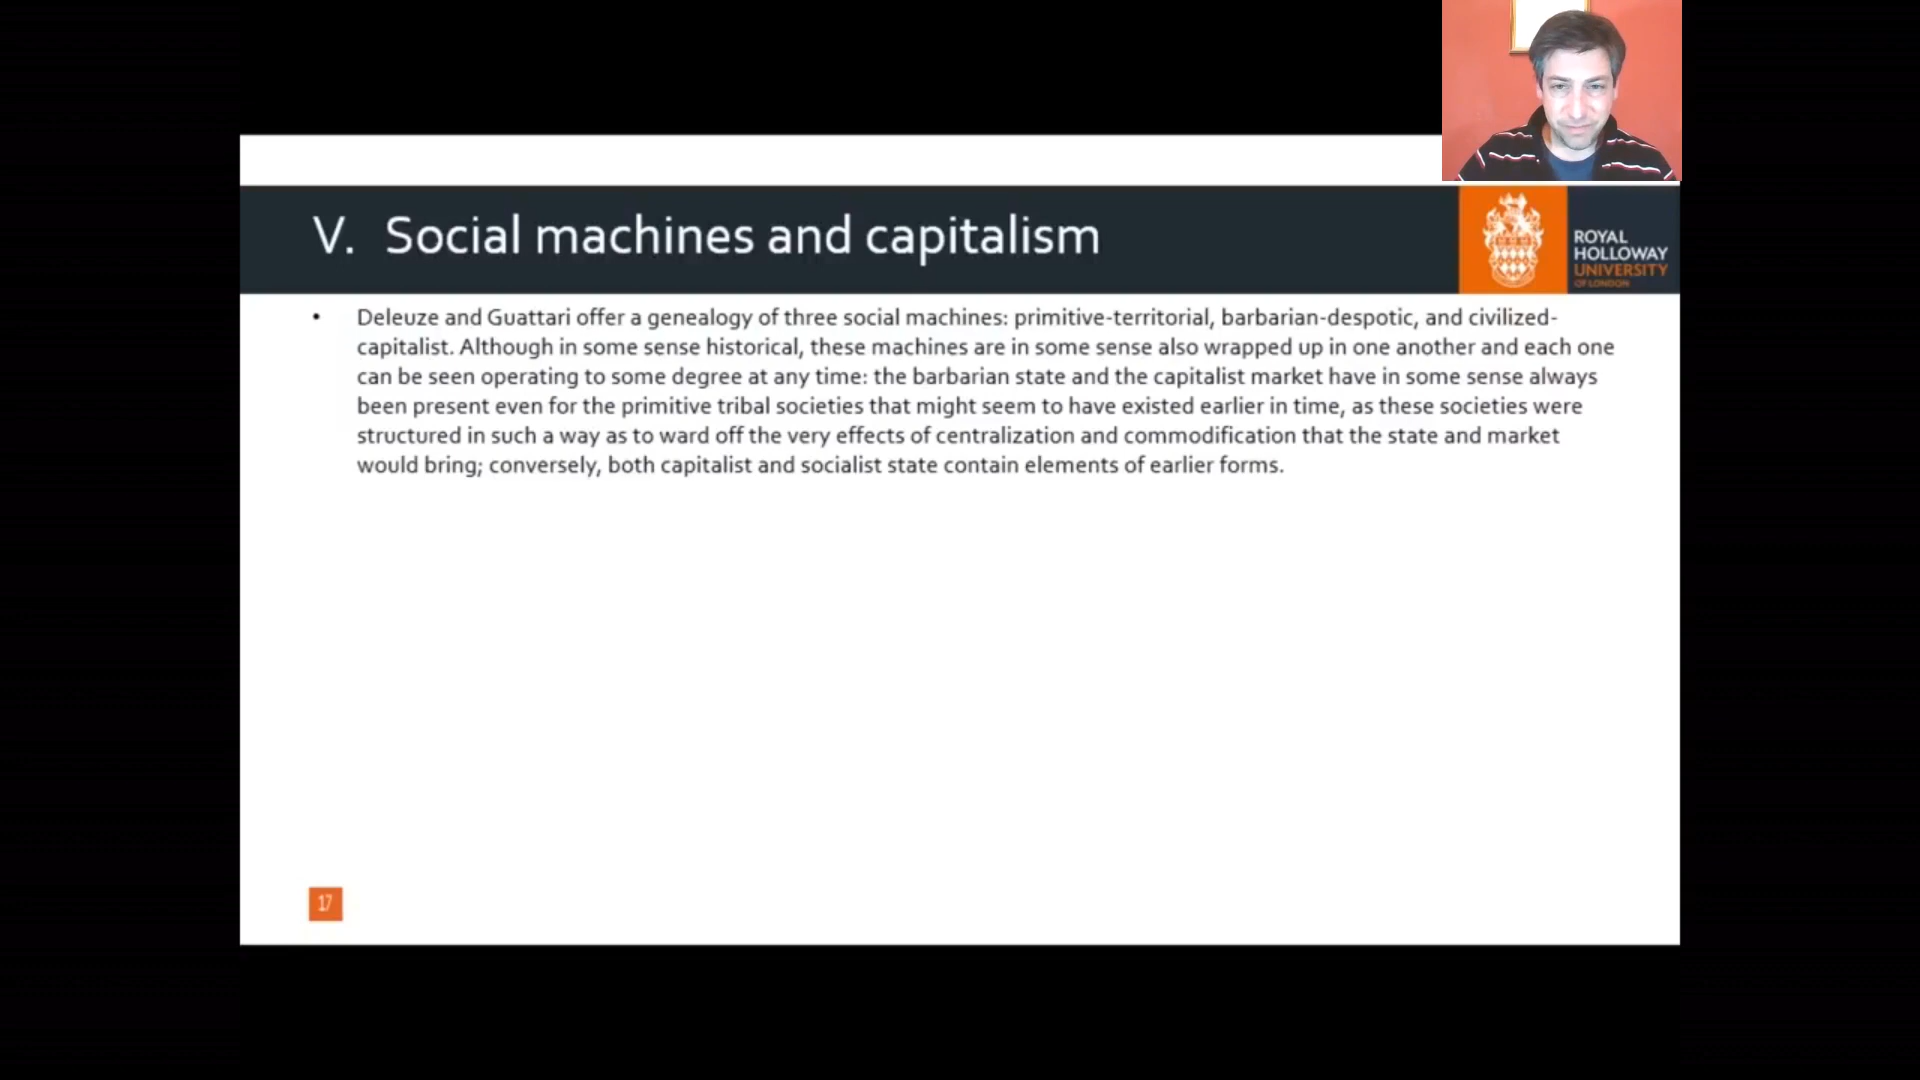 V. Social machines and capitalism
ROYAL
HOLLOWAY
UNIVERSITY
OF LONDON
• Deleuze and Guattari offer a genealogy of three social machines: primitive-territorial, barbarian-despotic, and civilized-
capitalist. Although in some sense historical, these machines are in some sense also wrapped up in one another and each one
can be seen operating to some degree at any time: the barbarian state and the capitalist market have in some sense always
been present even for the primitive tribal societies that might seem to have existed earlier in time, as these societies were
structured in such a way as to ward off the very effects of centralization and commodification that the state and market
would bring; conversely, both capitalist and socialist state contain elements of earlier forms.
17